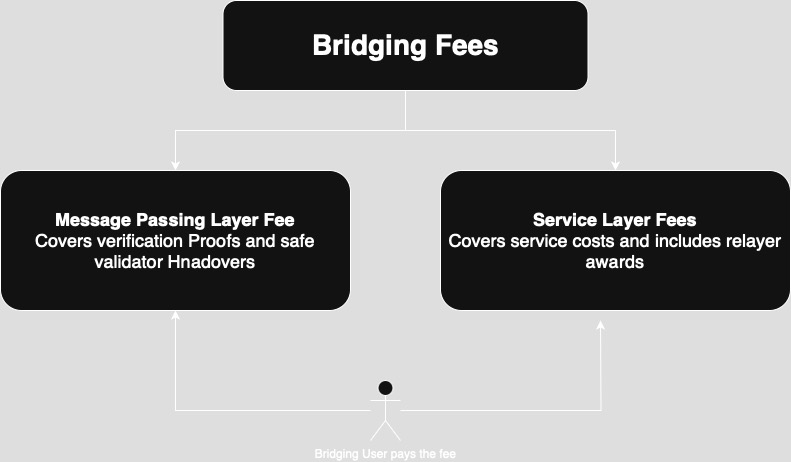 Bridging Fees
Message Passing Layer Fee
Covers verification Proofs and safe
validator Hnadovers
Service Layer Fees
Covers service costs and includes relayer
awards
Bridging User pays the fee